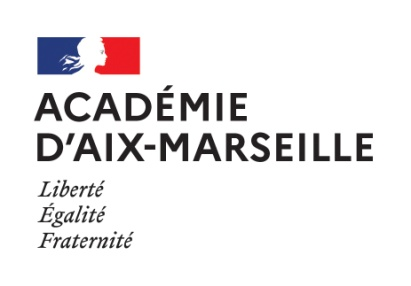 ACADÉMIE
D'AIX-MARSEILLE
Liberté
Égalité
Fraternité